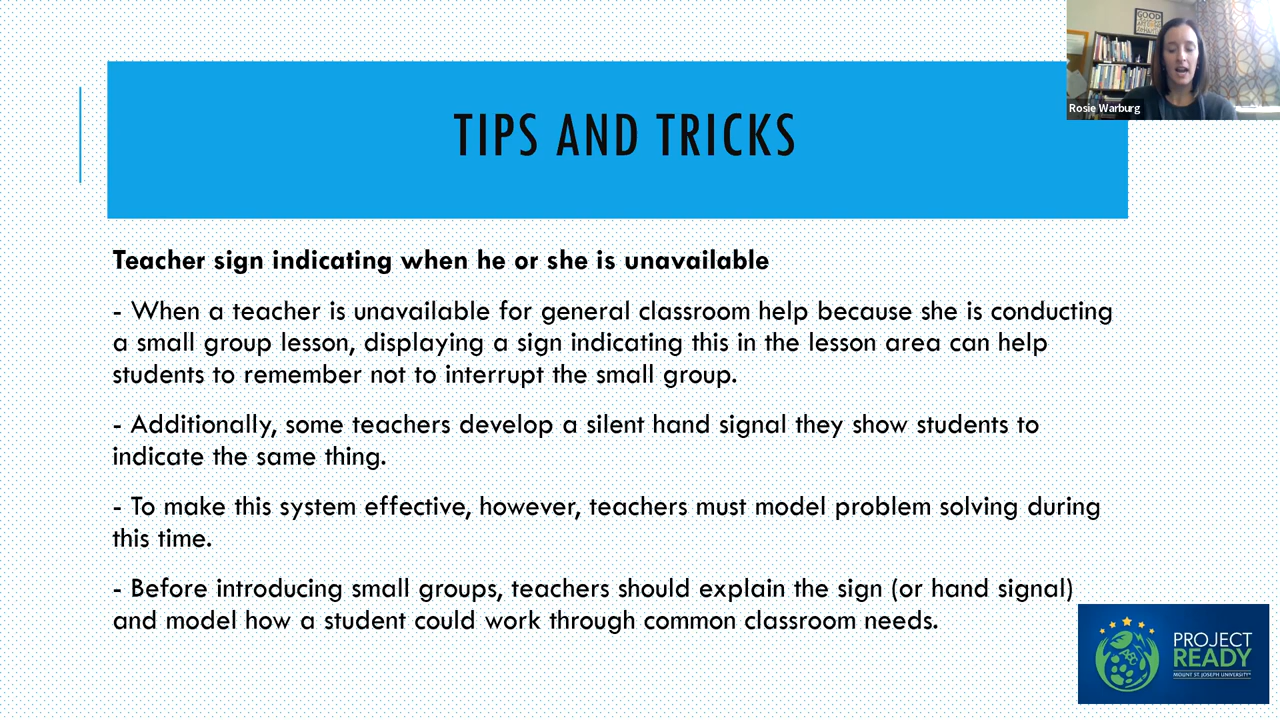 TIPS AND TRICKS
Rosie Warburg
Teacher sign indicating when he or she is unavailable
- When a teacher is unavailable for general classroom help because she is conducting
a small group lesson, displaying a sign indicating this in the lesson area can help
students to remember not to interrupt the small group.
- Additionally, some teachers develop a silent hand signal they show students to
indicate the same thing.
- To make this system effective, however, teachers must model problem solving during
this time.
- Before introducing small groups, teachers should explain the sign (or hand signal)
and model how a student could work through common classroom needs.
ABC
PROJECT
READY
MOUNT ST. JOSEPH UNIVERSITY